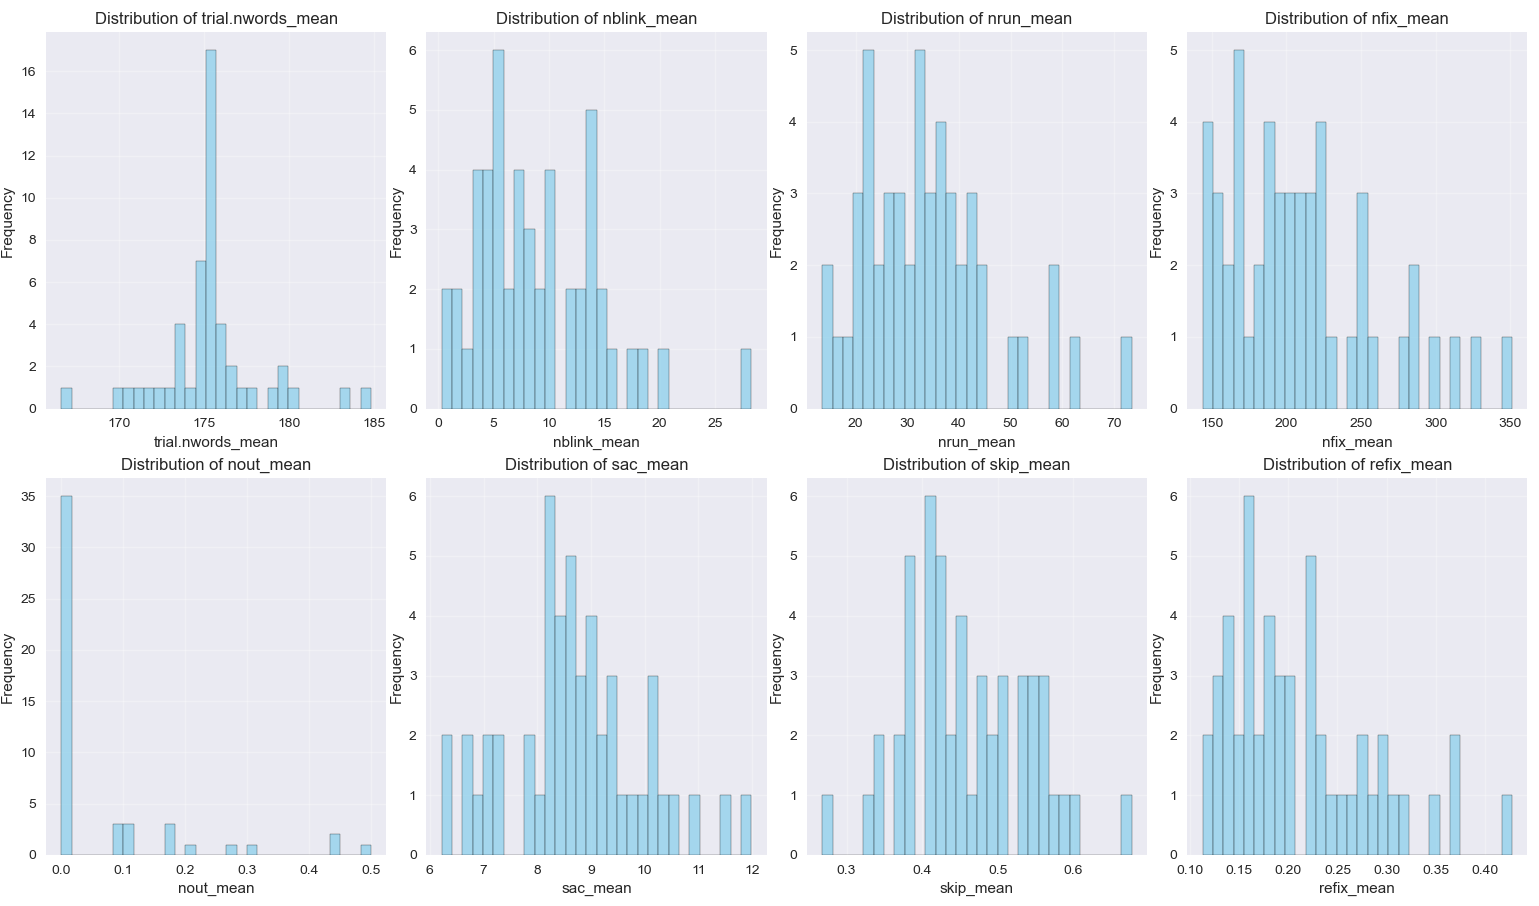 Distribution of trial.nwords_mean
Frequency
16
14
12
10
8
6
4
2
0
170 175 180 185
trial.nwords_mean
Distribution of nblink_mean
Frequency
6
5
4
3
2
1
0
0 5 10 15 20 25
nblink_mean
Distribution of nrun_mean
Frequency
5
4
3
2
1
0
20 30 40 50 60 70
nrun_mean
Distribution of nfix_mean
Frequency
5
4
3
2
1
0
150 200 250 300 350
nfix_mean
Distribution of nout_mean
Frequency
35
30
25
20
15
10
5
0
0.0 0.1 0.2 0.3 0.4 0.5
nout_mean
Distribution of sac_mean
Frequency
6
5
4
3
2
1
0
6 7 8 9 10 11 12
sac_mean
Distribution of skip_mean
Frequency
6
5
4
3
2
1
0
0.3 0.4 0.5 0.6
skip_mean
Distribution of refix_mean
Frequency
6
5
4
3
2
1
0
0.10 0.15 0.20 0.25 0.30 0.35 0.40
refix_mean